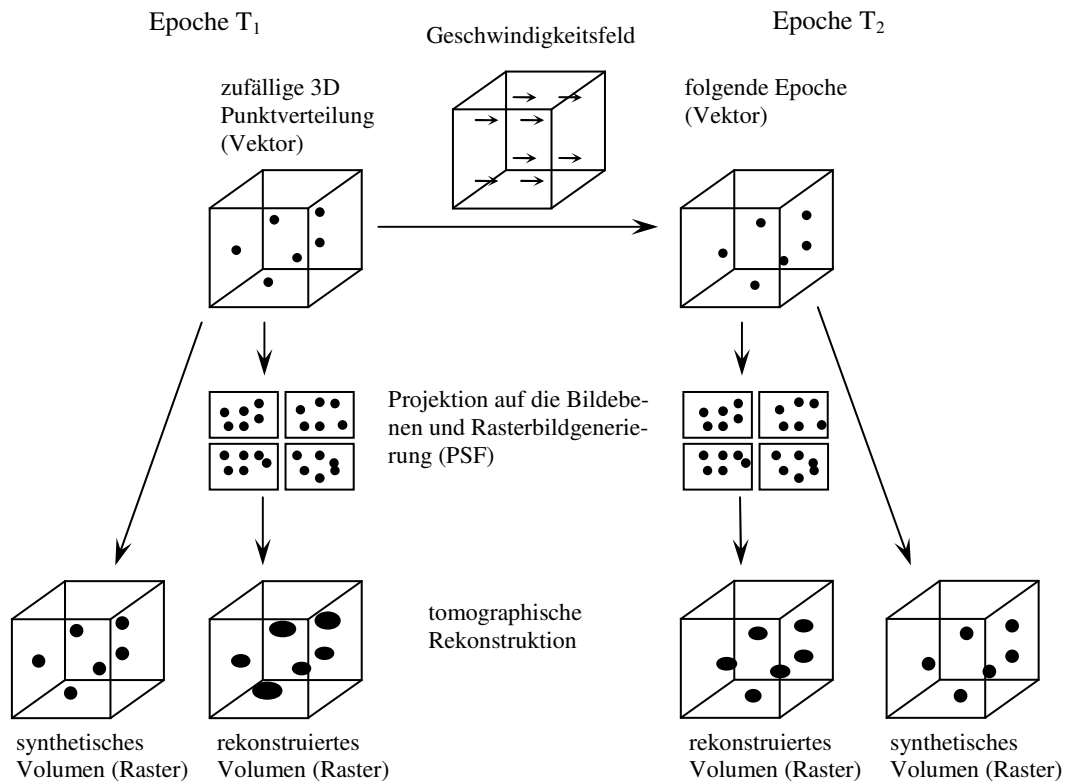 Epoche T₁
Geschwindigkeitsfeld
Epoche T₂
zufällige 3D
Punktverteilung
(Vektor)
folgende Epoche
(Vektor)
Projektion auf die Bildebe-
nen und Rasterbildgenerie-
rung (PSF)
tomographische
Rekonstruktion
synthetisches
Volumen (Raster)
rekonstruiertes
Volumen (Raster)
rekonstruiertes
Volumen (Raster)
synthetisches
Volumen (Raster)